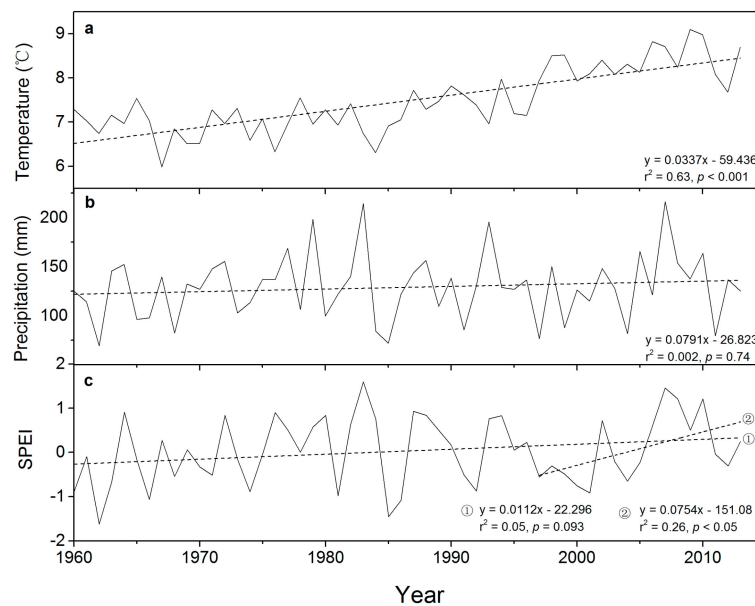 a
9
8
7
6
Temperature (℃)
y = 0.0337x - 59.436
r² = 0.63, p < 0.001
b
200
150
100
Precipitation (mm)
y = 0.0791x - 26.823
r² = 0.002, p = 0.74
2
c
1
0
-1
-2
SPEI
②
①
① y = 0.0112x - 22.296
r² = 0.05, p = 0.093
② y = 0.0754x - 151.08
r² = 0.26, p < 0.05
1960 1970 1980 1990 2000 2010
Year